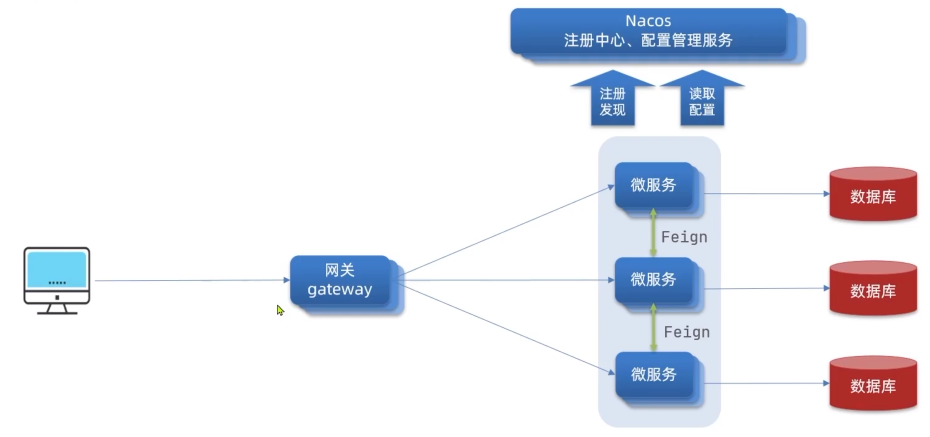 Nacos
注册中心、配置管理服务
注册
发现
读取
配置
微服务
数据库
Feign
网关
gateway
微服务
数据库
Feign
微服务
数据库